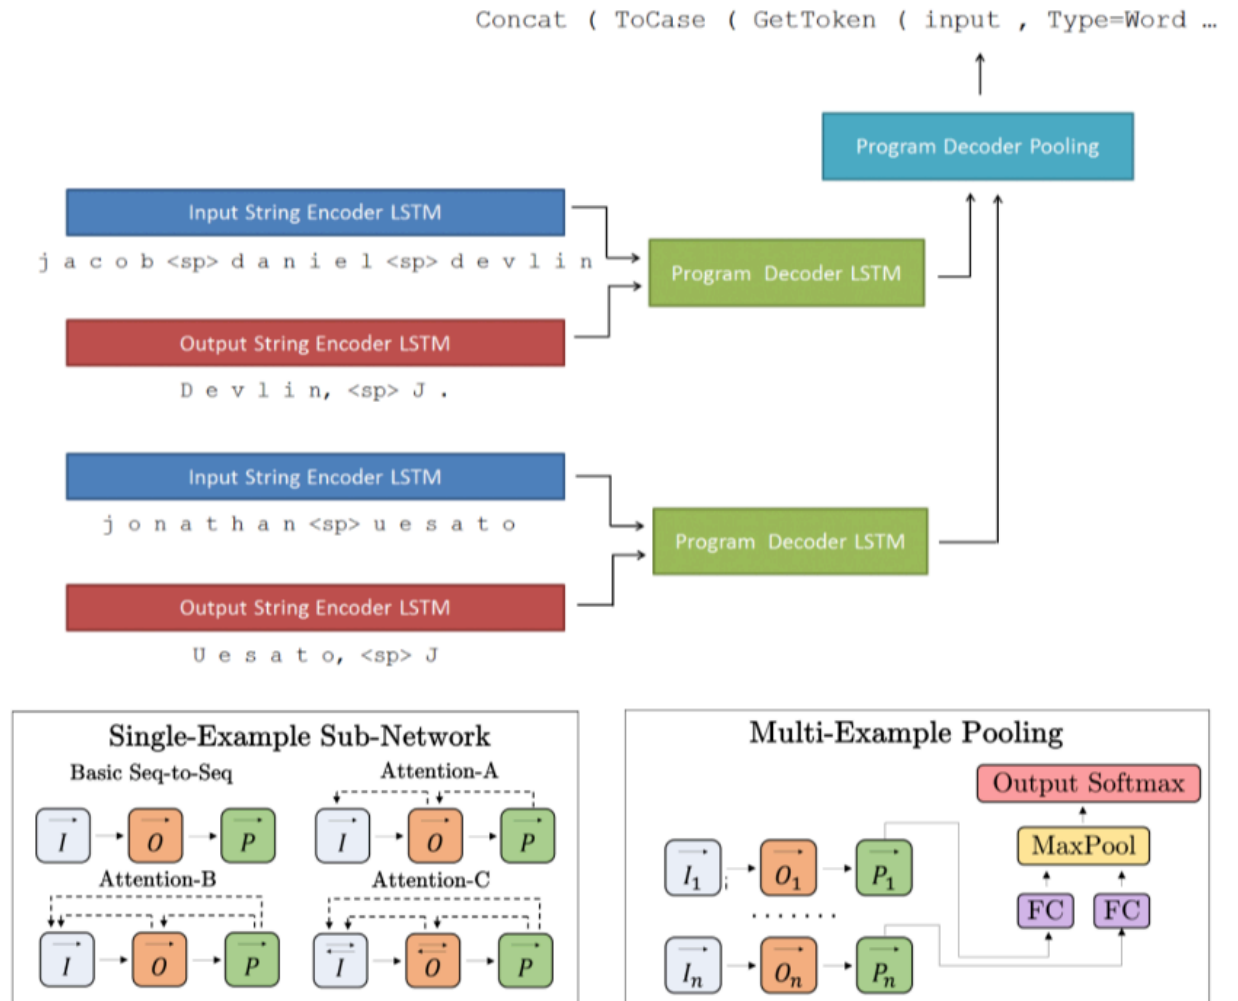 Concat ( ToCase ( GetToken ( input , Type=Word …
Program Decoder Pooling
Input String Encoder LSTM
j a c o b <sp> d a n i e l <sp> d e v l i n
Program Decoder LSTM
Output String Encoder LSTM
D e v l i n, <sp> J .
Input String Encoder LSTM
j o n a t h a n <sp> u e s a t o
Program Decoder LSTM
Output String Encoder LSTM
U e s a t o, <sp> J
Single-Example Sub-Network
Basic Seq-to-Seq
Attention-A
I O P
I O P
Attention-B
Attention-C
I O P
I O P
Multi-Example Pooling
Output Softmax
MaxPool
FC FC
I₁ ; O₁ P₁
.......
Iₙ Oₙ Pₙ